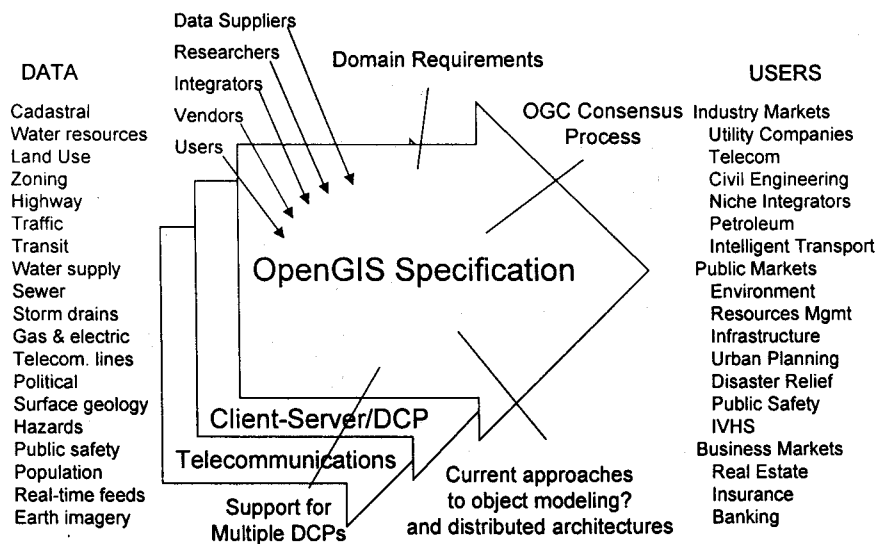 DATA
Cadastral
Water resources
Land Use
Zoning
Highway
Traffic
Transit
Water supply
Sewer
Storm drains
Gas & electric
Telecom. lines
Political
Surface geology
Hazards
Public safety
Population
Real-time feeds
Earth imagery
Data Suppliers
Researchers
Integrators
Vendors
Users
Domain Requirements
OGC Consensus
Process
OpenGIS Specification
Client-Server/DCP
Telecommunications
Support for
Multiple DCPs
Current approaches
to object modeling?
and distributed architectures
USERS
Industry Markets
Utility Companies
Telecom
Civil Engineering
Niche Integrators
Petroleum
Intelligent Transport
Public Markets
Environment
Resources Mgmt
Infrastructure
Urban Planning
Disaster Relief
Public Safety
IVHS
Business Markets
Real Estate
Insurance
Banking